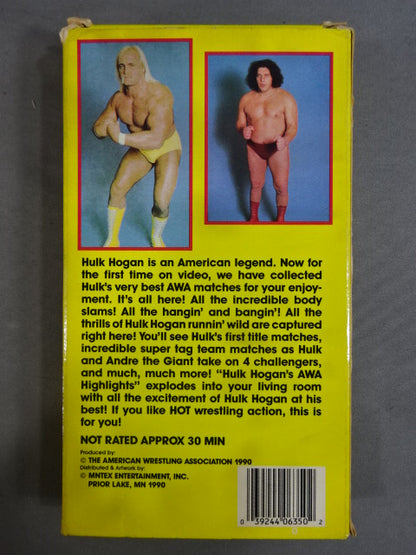 Hulk Hogan is an American legend. Now for
the first time on video, we have collected
Hulk's very best AWA matches for your enjoy-
ment. It's all here! All the incredible body
slams! All the hangin' and bangin'! All the
thrills of Hulk Hogan runnin' wild are captured
right here! You'll see Hulk's first title matches,
incredible super tag team matches as Hulk
and Andre the Giant take on 4 challengers,
and much, much more! "Hulk Hogan's AWA
Highlights" explodes into your living room
with all the excitement of Hulk Hogan at his
best! If you like HOT wrestling action, this is
for you!
NOT RATED APPROX 30 MIN
Produced by:
© THE AMERICAN WRESTLING ASSOCIATION 1990
Distributed & Artwork by:
© MNTEX ENTERTAINMENT, INC.
PRIOR LAKE, MN 1990
0 39244 06350 2